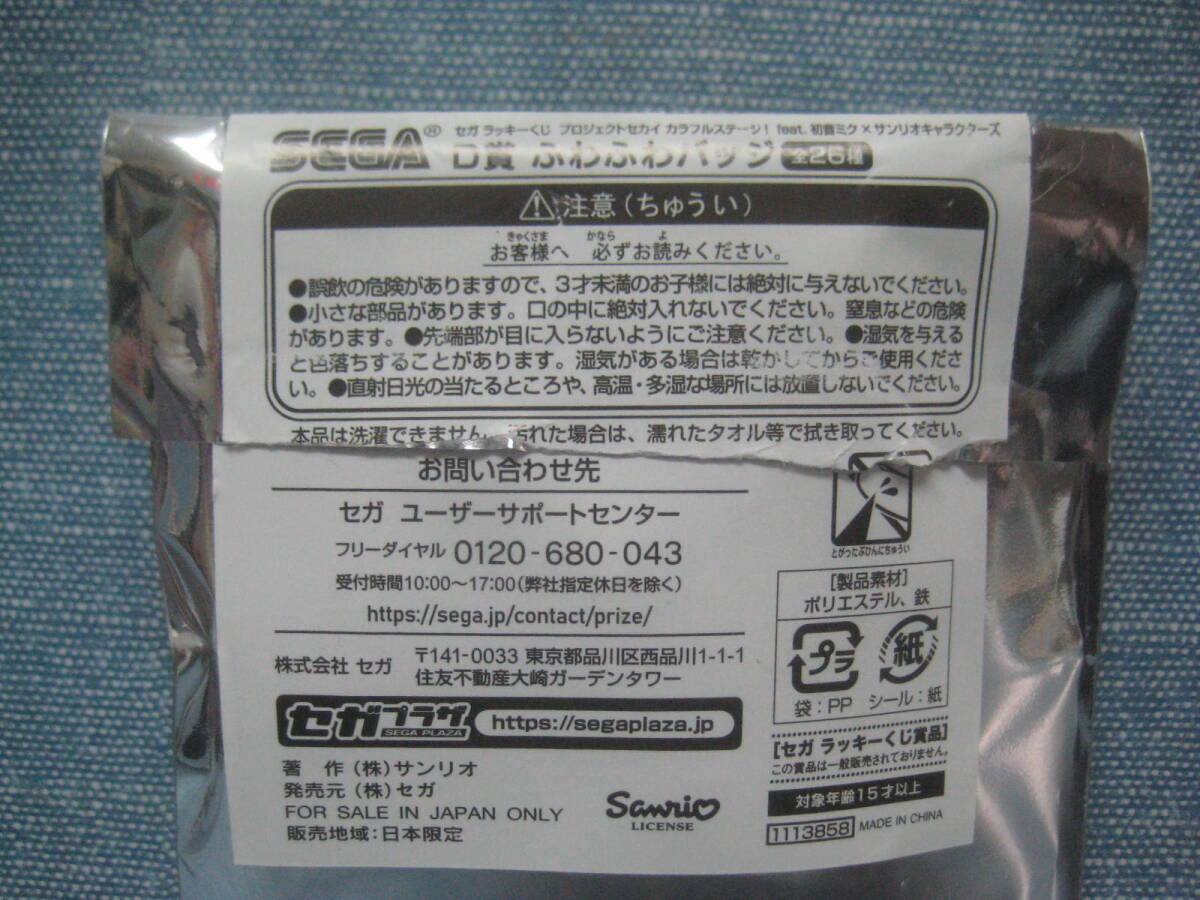 SEGA® セガ ラッキーくじ プロジェクトセカイ カラフルステージ! feat. 初音ミク×サンリオキャラクターズ
D賞 ふわふわバッジ 全26種
注意(ちゅうい)
きゃくさま かなら よ
お客様へ 必ずお読みください。
●誤飲の危険がありますので、3才未満のお子様には絶対に与えないでください。
●小さな部品があります。口の中に絶対入れないでください。窒息などの危険
があります。●先端部が目に入らないようにご注意ください。●湿気を与える
と色落ちすることがあります。湿気がある場合は乾かしてからご使用くださ
い。●直射日光の当たるところや、高温・多湿な場所には放置しないでください。
本品は洗濯できません。汚れた場合は、濡れたタオル等で拭き取ってください。
お問い合わせ先
セガ ユーザーサポートセンター
フリーダイヤル 0120-680-043
受付時間10:00~17:00(弊社指定休日を除く)
https://sega.jp/contact/prize/
株式会社 セガ
〒141-0033 東京都品川区西品川1-1-1
住友不動産大崎ガーデンタワー
セガプラザ
SEGA PLAZA
https://segaplaza.jp
著 作 (株)サンリオ
発売元 (株)セガ
FOR SALE IN JAPAN ONLY
販売地域:日本限定
Sanrio
LICENSE
とがったぶひんにちゅうい
[製品素材]
ポリエステル、鉄
プラ 紙
袋:PP シール:紙
[セガ ラッキーくじ賞品]
この賞品は一般販売されておりません。
対象年齢15才以上
1113858 MADE IN CHINA